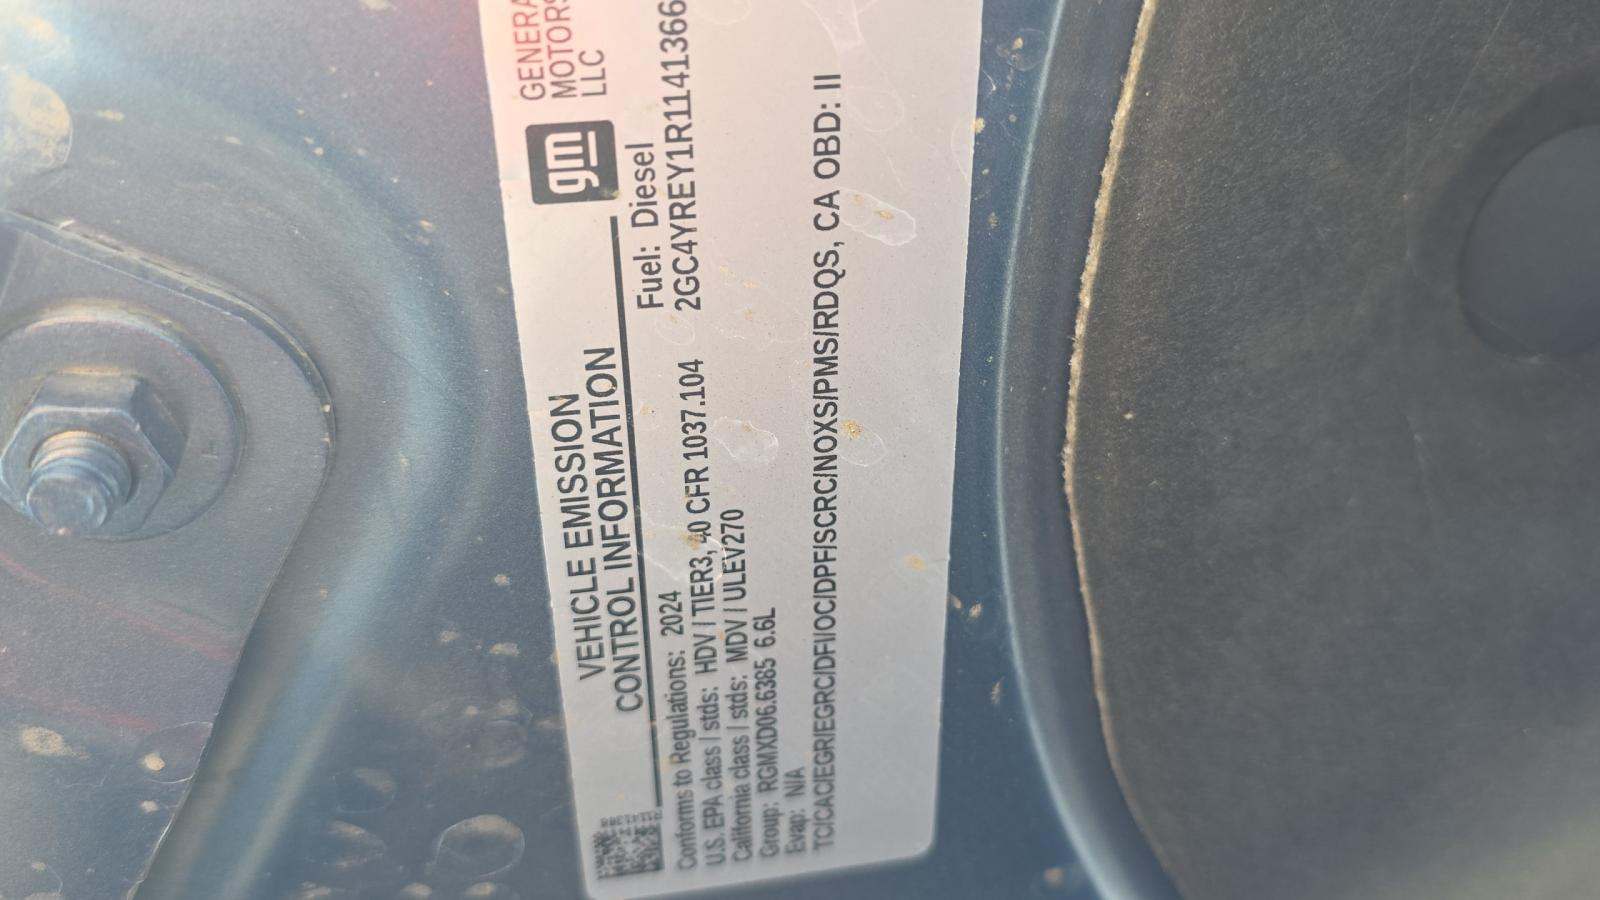 VEHICLE EMISSION
CONTROL INFORMATION
gm
GENERAL
MOTORS
LLC
Conforms to Regulations: 2024
Fuel: Diesel
U.S. EPA class / stds: HDV / TIER3, 40 CFR 1037.104
2GC4YREY1R1141366
California class / stds: MDV / ULEV270
Group: RGMXD06.6385 6.6L
Evap: N/A
TC/CAC/EGR/EGRC/DFI/OC/DPF/SCRC/NOXS/PMS/RDQS, CA OBD: II